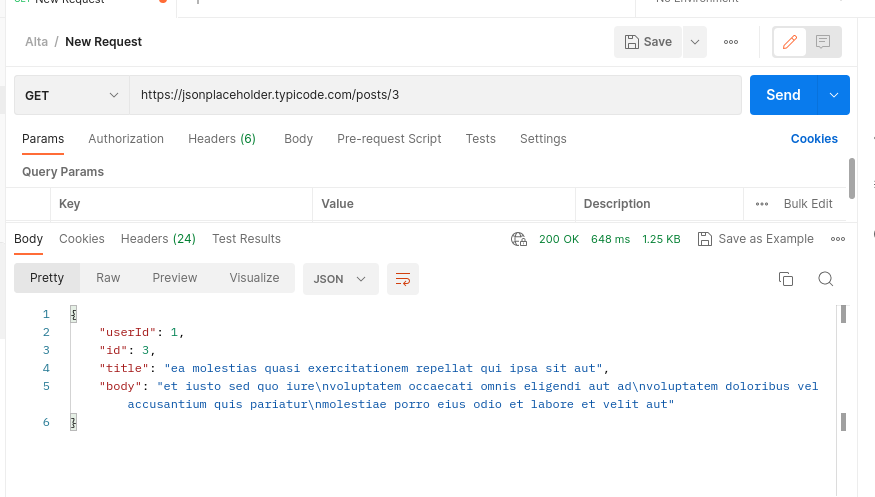 GET New Request
No Environment
Alta / New Request
Save
GET
https://jsonplaceholder.typicode.com/posts/3
Send
Params Authorization Headers (6) Body Pre-request Script Tests Settings Cookies
Query Params
Key Value Description Bulk Edit
Body Cookies Headers (24) Test Results 200 OK 648 ms 1.25 KB Save as Example
Pretty Raw Preview Visualize JSON
1 {
2 "userId": 1,
3 "id": 3,
4 "title": "ea molestias quasi exercitationem repellat qui ipsa sit aut",
5 "body": "et iusto sed quo iure\nvoluptatem occaecati omnis eligendi aut ad\nvoluptatem doloribus vel
accusantium quis pariatur\nmolestiae porro eius odio et labore et velit aut"
6 }